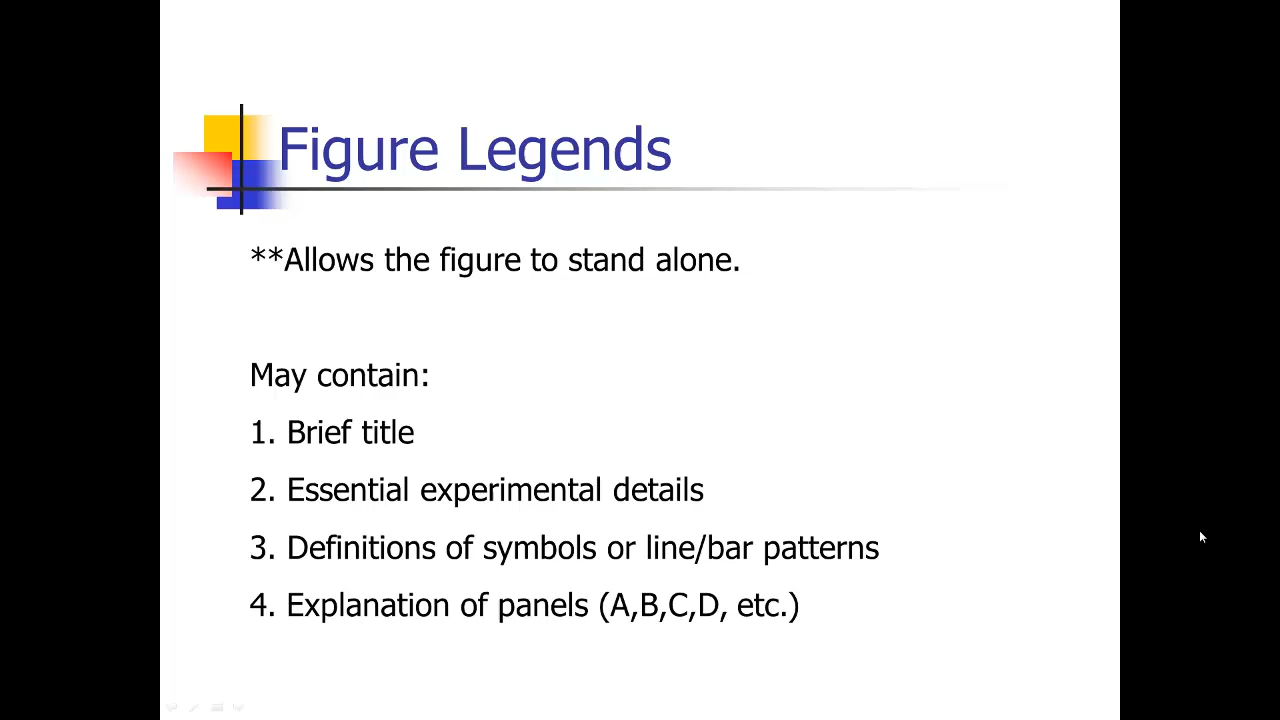 Figure Legends
**Allows the figure to stand alone.
May contain:
1. Brief title
2. Essential experimental details
3. Definitions of symbols or line/bar patterns
4. Explanation of panels (A,B,C,D, etc.)